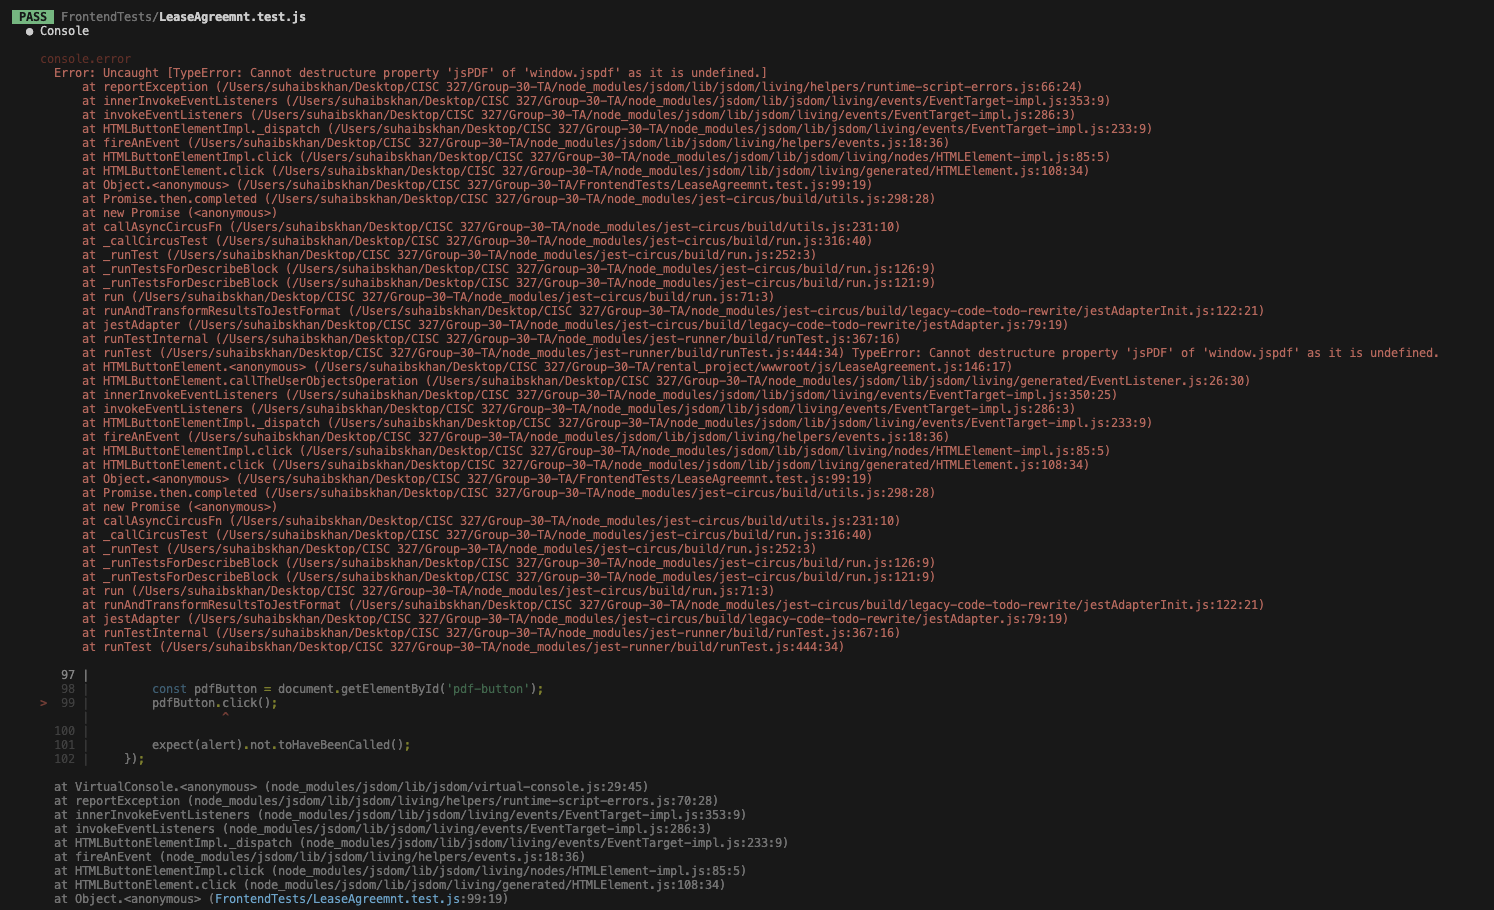 PASS FrontendTests/LeaseAgreemnt.test.js
● Console
console.error
Error: Uncaught [TypeError: Cannot destructure property 'jsPDF' of 'window.jspdf' as it is undefined.]
at reportException (/Users/suhaibskhan/Desktop/CISC 327/Group-30-TA/node_modules/jsdom/lib/jsdom/living/helpers/runtime-script-errors.js:66:24)
at innerInvokeEventListeners (/Users/suhaibskhan/Desktop/CISC 327/Group-30-TA/node_modules/jsdom/lib/jsdom/living/events/EventTarget-impl.js:353:9)
at invokeEventListeners (/Users/suhaibskhan/Desktop/CISC 327/Group-30-TA/node_modules/jsdom/lib/jsdom/living/events/EventTarget-impl.js:286:3)
at HTMLButtonElementImpl._dispatch (/Users/suhaibskhan/Desktop/CISC 327/Group-30-TA/node_modules/jsdom/lib/jsdom/living/events/EventTarget-impl.js:233:9)
at fireAnEvent (/Users/suhaibskhan/Desktop/CISC 327/Group-30-TA/node_modules/jsdom/lib/jsdom/living/helpers/events.js:18:36)
at HTMLButtonElementImpl.click (/Users/suhaibskhan/Desktop/CISC 327/Group-30-TA/node_modules/jsdom/lib/jsdom/living/nodes/HTMLElement-impl.js:85:5)
at HTMLButtonElement.click (/Users/suhaibskhan/Desktop/CISC 327/Group-30-TA/node_modules/jsdom/lib/jsdom/living/generated/HTMLElement.js:108:34)
at Object.<anonymous> (/Users/suhaibskhan/Desktop/CISC 327/Group-30-TA/FrontendTests/LeaseAgreemnt.test.js:99:19)
at Promise.then.completed (/Users/suhaibskhan/Desktop/CISC 327/Group-30-TA/node_modules/jest-circus/build/utils.js:298:28)
at new Promise (<anonymous>)
at callAsyncCircusFn (/Users/suhaibskhan/Desktop/CISC 327/Group-30-TA/node_modules/jest-circus/build/utils.js:231:10)
at _callCircusTest (/Users/suhaibskhan/Desktop/CISC 327/Group-30-TA/node_modules/jest-circus/build/run.js:316:40)
at _runTest (/Users/suhaibskhan/Desktop/CISC 327/Group-30-TA/node_modules/jest-circus/build/run.js:252:3)
at _runTestsForDescribeBlock (/Users/suhaibskhan/Desktop/CISC 327/Group-30-TA/node_modules/jest-circus/build/run.js:126:9)
at _runTestsForDescribeBlock (/Users/suhaibskhan/Desktop/CISC 327/Group-30-TA/node_modules/jest-circus/build/run.js:121:9)
at run (/Users/suhaibskhan/Desktop/CISC 327/Group-30-TA/node_modules/jest-circus/build/run.js:71:3)
at runAndTransformResultsToJestFormat (/Users/suhaibskhan/Desktop/CISC 327/Group-30-TA/node_modules/jest-circus/build/legacy-code-todo-rewrite/jestAdapterInit.js:122:21)
at jestAdapter (/Users/suhaibskhan/Desktop/CISC 327/Group-30-TA/node_modules/jest-circus/build/legacy-code-todo-rewrite/jestAdapter.js:79:19)
at runTestInternal (/Users/suhaibskhan/Desktop/CISC 327/Group-30-TA/node_modules/jest-runner/build/runTest.js:367:16)
at runTest (/Users/suhaibskhan/Desktop/CISC 327/Group-30-TA/node_modules/jest-runner/build/runTest.js:444:34) TypeError: Cannot destructure property 'jsPDF' of 'window.jspdf' as it is undefined.
at HTMLButtonElement.<anonymous> (/Users/suhaibskhan/Desktop/CISC 327/Group-30-TA/rental_project/wwwroot/js/LeaseAgreement.js:146:17)
at HTMLButtonElement.callTheUserObjectsOperation (/Users/suhaibskhan/Desktop/CISC 327/Group-30-TA/node_modules/jsdom/lib/jsdom/living/generated/EventListener.js:26:30)
at innerInvokeEventListeners (/Users/suhaibskhan/Desktop/CISC 327/Group-30-TA/node_modules/jsdom/lib/jsdom/living/events/EventTarget-impl.js:350:25)
at invokeEventListeners (/Users/suhaibskhan/Desktop/CISC 327/Group-30-TA/node_modules/jsdom/lib/jsdom/living/events/EventTarget-impl.js:286:3)
at HTMLButtonElementImpl._dispatch (/Users/suhaibskhan/Desktop/CISC 327/Group-30-TA/node_modules/jsdom/lib/jsdom/living/events/EventTarget-impl.js:233:9)
at fireAnEvent (/Users/suhaibskhan/Desktop/CISC 327/Group-30-TA/node_modules/jsdom/lib/jsdom/living/helpers/events.js:18:36)
at HTMLButtonElementImpl.click (/Users/suhaibskhan/Desktop/CISC 327/Group-30-TA/node_modules/jsdom/lib/jsdom/living/nodes/HTMLElement-impl.js:85:5)
at HTMLButtonElement.click (/Users/suhaibskhan/Desktop/CISC 327/Group-30-TA/node_modules/jsdom/lib/jsdom/living/generated/HTMLElement.js:108:34)
at Object.<anonymous> (/Users/suhaibskhan/Desktop/CISC 327/Group-30-TA/FrontendTests/LeaseAgreemnt.test.js:99:19)
at Promise.then.completed (/Users/suhaibskhan/Desktop/CISC 327/Group-30-TA/node_modules/jest-circus/build/utils.js:298:28)
at new Promise (<anonymous>)
at callAsyncCircusFn (/Users/suhaibskhan/Desktop/CISC 327/Group-30-TA/node_modules/jest-circus/build/utils.js:231:10)
at _callCircusTest (/Users/suhaibskhan/Desktop/CISC 327/Group-30-TA/node_modules/jest-circus/build/run.js:316:40)
at _runTest (/Users/suhaibskhan/Desktop/CISC 327/Group-30-TA/node_modules/jest-circus/build/run.js:252:3)
at _runTestsForDescribeBlock (/Users/suhaibskhan/Desktop/CISC 327/Group-30-TA/node_modules/jest-circus/build/run.js:126:9)
at _runTestsForDescribeBlock (/Users/suhaibskhan/Desktop/CISC 327/Group-30-TA/node_modules/jest-circus/build/run.js:121:9)
at run (/Users/suhaibskhan/Desktop/CISC 327/Group-30-TA/node_modules/jest-circus/build/run.js:71:3)
at runAndTransformResultsToJestFormat (/Users/suhaibskhan/Desktop/CISC 327/Group-30-TA/node_modules/jest-circus/build/legacy-code-todo-rewrite/jestAdapterInit.js:122:21)
at jestAdapter (/Users/suhaibskhan/Desktop/CISC 327/Group-30-TA/node_modules/jest-circus/build/legacy-code-todo-rewrite/jestAdapter.js:79:19)
at runTestInternal (/Users/suhaibskhan/Desktop/CISC 327/Group-30-TA/node_modules/jest-runner/build/runTest.js:367:16)
at runTest (/Users/suhaibskhan/Desktop/CISC 327/Group-30-TA/node_modules/jest-runner/build/runTest.js:444:34)
97 |
98 | const pdfButton = document.getElementById('pdf-button');
> 99 | pdfButton.click();
| ^
100 |
101 | expect(alert).not.toHaveBeenCalled();
102 | });
at VirtualConsole.<anonymous> (node_modules/jsdom/lib/jsdom/virtual-console.js:29:45)
at reportException (node_modules/jsdom/lib/jsdom/living/helpers/runtime-script-errors.js:70:28)
at innerInvokeEventListeners (node_modules/jsdom/lib/jsdom/living/events/EventTarget-impl.js:353:9)
at invokeEventListeners (node_modules/jsdom/lib/jsdom/living/events/EventTarget-impl.js:286:3)
at HTMLButtonElementImpl._dispatch (node_modules/jsdom/lib/jsdom/living/events/EventTarget-impl.js:233:9)
at fireAnEvent (node_modules/jsdom/lib/jsdom/living/helpers/events.js:18:36)
at HTMLButtonElementImpl.click (node_modules/jsdom/lib/jsdom/living/nodes/HTMLElement-impl.js:85:5)
at HTMLButtonElement.click (node_modules/jsdom/lib/jsdom/living/generated/HTMLElement.js:108:34)
at Object.<anonymous> (FrontendTests/LeaseAgreemnt.test.js:99:19)